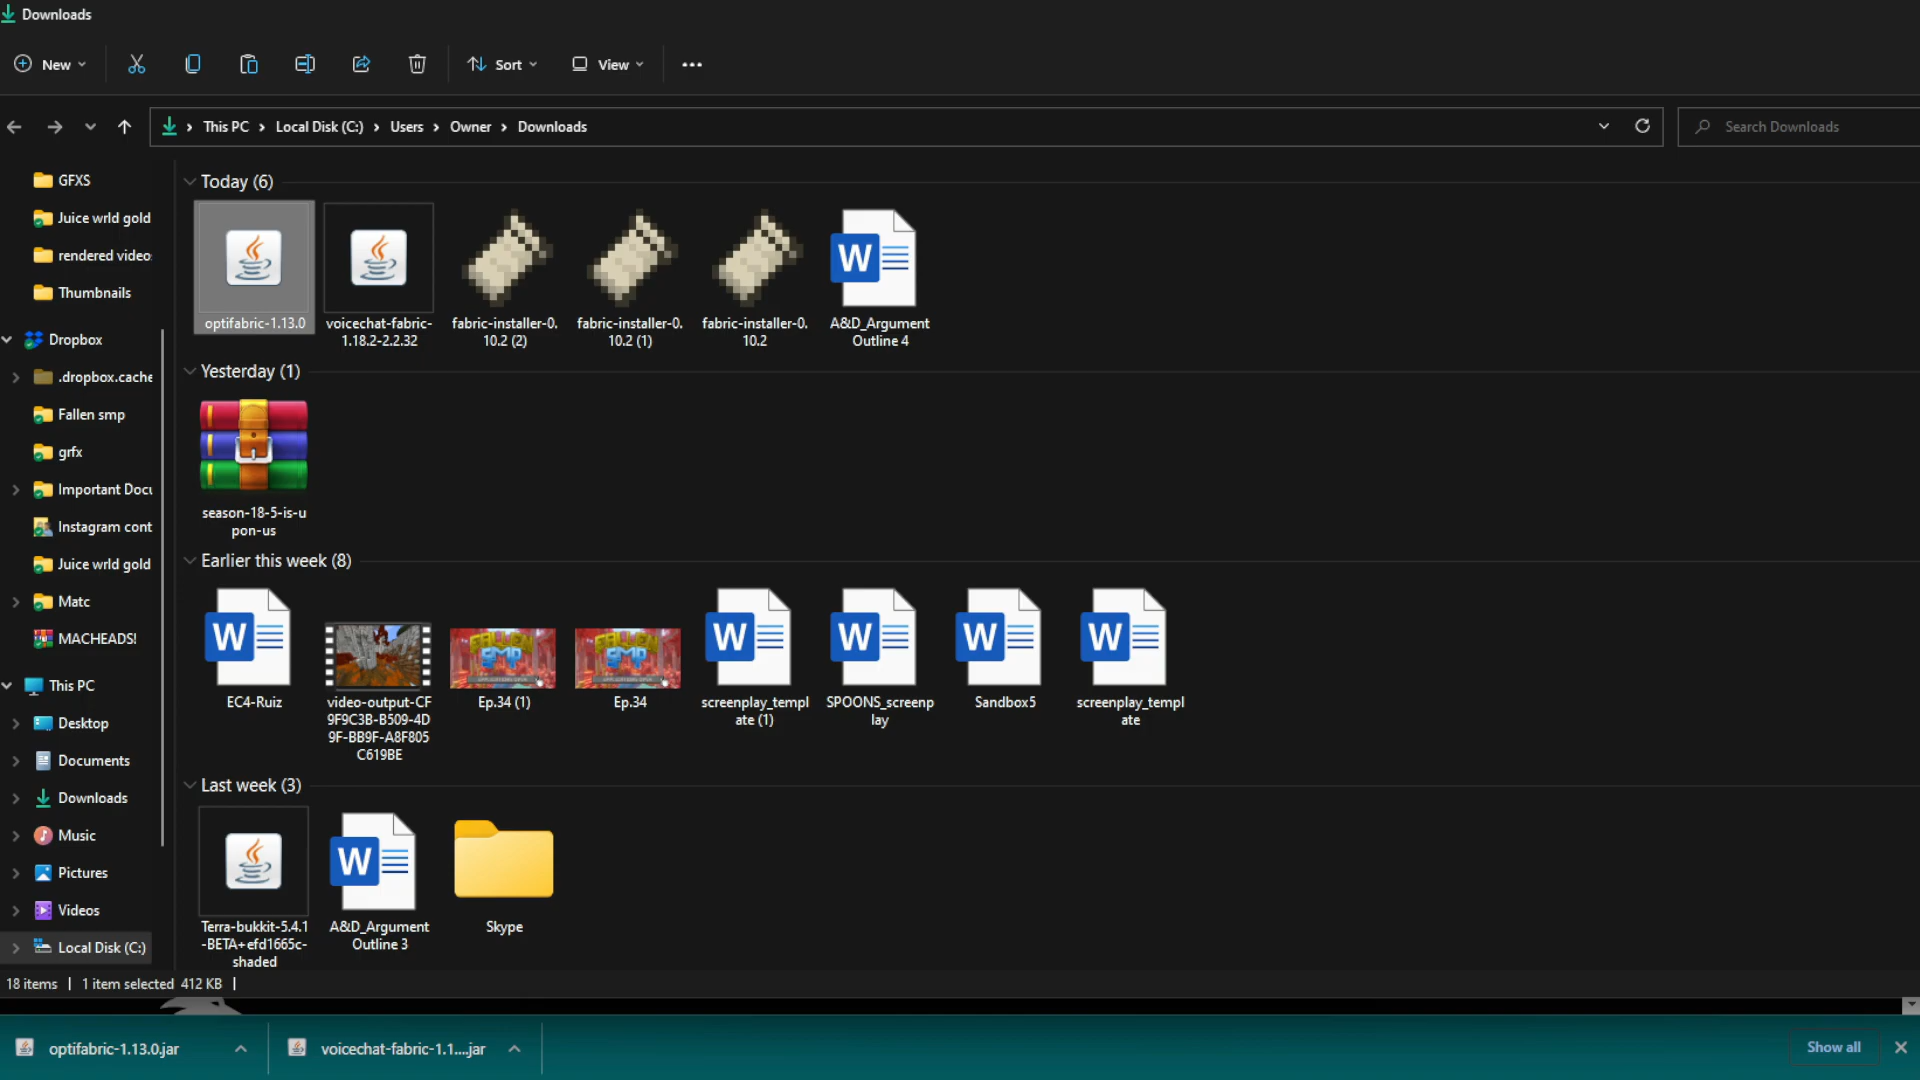 Downloads
New
Sort
View
This PC
Local Disk (C:)
Users
Owner
Downloads
Search Downloads
GFXS
Juice wrld gold
rendered video
Thumbnails
Dropbox
.dropbox.cache
Fallen smp
grfx
Important Docu
Instagram cont
Juice wrld gold
Matc
MACHEADS!
This PC
Desktop
Documents
Downloads
Music
Pictures
Videos
Local Disk (C:)
Today (6)
optifabric-1.13.0
voicechat-fabric-
1.18.2-2.2.32
fabric-installer-0.
10.2 (2)
fabric-installer-0.
10.2 (1)
fabric-installer-0.
10.2
W
A&D_Argument
Outline 4
Yesterday (1)
season-18-5-is-u
pon-us
Earlier this week (8)
W
EC4-Ruiz
video-output-CF
9F9C3B-B509-4D
9F-BB9F-A8F805
C619BE
FALLEN
SMP
Ep.34 (1)
FALLEN
SMP
Ep.34
W
screenplay_templ
ate (1)
W
SPOONS_screenp
lay
W
Sandbox5
W
screenplay_templ
ate
Last week (3)
Terra-bukkit-5.4.1
-BETA+efd1665c-
shaded
W
A&D_Argument
Outline 3
Skype
18 items
1 item selected 412 KB
optifabric-1.13.0.jar
voicechat-fabric-1.1....jar
Show all